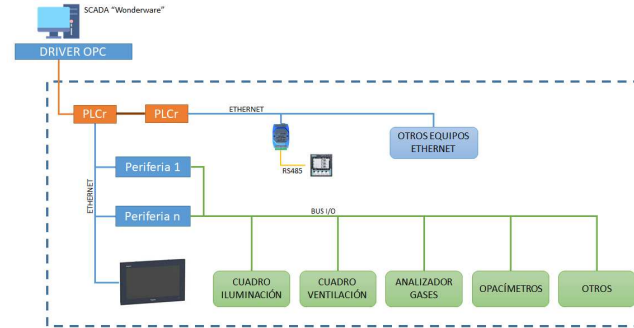 SCADA "Wonderware"
DRIVER OPC
PLCr
PLCr
ETHERNET
OTROS EQUIPOS
ETHERNET
RS485
Periferia 1
ETHERNET
Periferia n
BUS I/O
CUADRO
ILUMINACIÓN
CUADRO
VENTILACIÓN
ANALIZADOR
GASES
OPACÍMETROS
OTROS